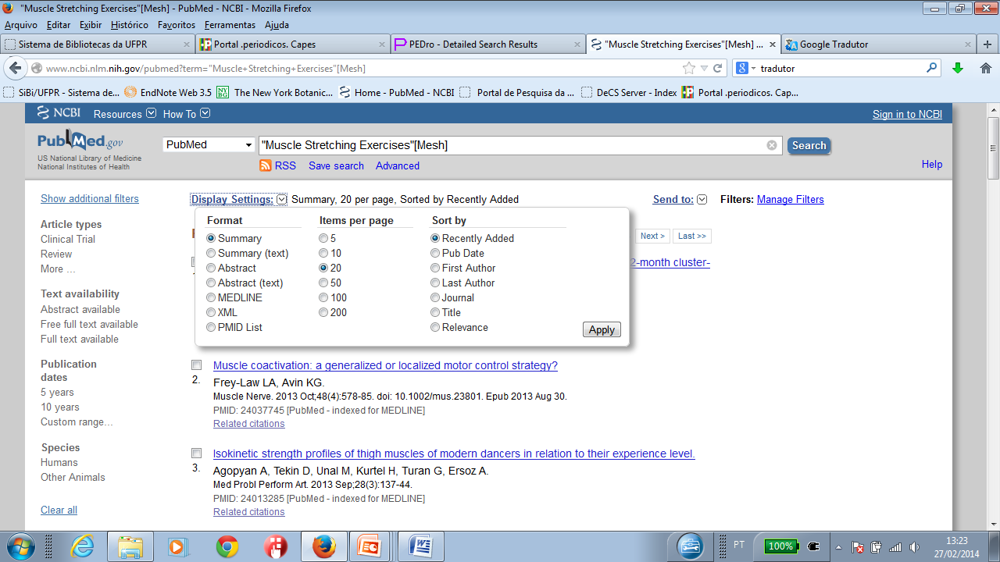 "Muscle Stretching Exercises"[Mesh] - PubMed - NCBI - Mozilla Firefox
Arquivo Editar Exibir Histórico Favoritos Ferramentas Ajuda
Sistema de Bibliotecas da UFPR
Portal .periodicos. Capes
PEDro - Detailed Search Results
"Muscle Stretching Exercises"[Mesh] ...
Google Tradutor
www.ncbi.nlm.nih.gov/pubmed?term="Muscle+Stretching+Exercises"[Mesh]
tradutor
SiBi/UFPR - Sistema de... EndNote Web 3.5 The New York Botanic... Home - PubMed - NCBI Portal de Pesquisa da ... DeCS Server - Index Portal .periodicos. Cap...
NCBI Resources How To Sign in to NCBI
PubMed.gov
US National Library of Medicine
National Institutes of Health
PubMed "Muscle Stretching Exercises"[Mesh] Search
RSS Save search Advanced Help
Show additional filters
Article types
Clinical Trial
Review
More ...
Text availability
Abstract available
Free full text available
Full text available
Publication
dates
5 years
10 years
Custom range...
Species
Humans
Other Animals
Clear all
Display Settings: Summary, 20 per page, Sorted by Recently Added Send to: Filters: Manage Filters
Format
Summary
Summary (text)
Abstract
Abstract (text)
MEDLINE
XML
PMID List
Items per page
5
10
20
50
100
200
Sort by
Recently Added
Pub Date
First Author
Last Author
Journal
Title
Relevance
Apply
Next > Last >>
2-month cluster-
Muscle coactivation: a generalized or localized motor control strategy?
2. Frey-Law LA, Avin KG.
Muscle Nerve. 2013 Oct;48(4):578-85. doi: 10.1002/mus.23801. Epub 2013 Aug 30.
PMID: 24037745 [PubMed - indexed for MEDLINE]
Related citations
Isokinetic strength profiles of thigh muscles of modern dancers in relation to their experience level.
3. Agopyan A, Tekin D, Unal M, Kurtel H, Turan G, Ersoz A.
Med Probl Perform Art. 2013 Sep;28(3):137-44.
PMID: 24013285 [PubMed - indexed for MEDLINE]
Related citations
PT 100% 13:23
27/02/2014